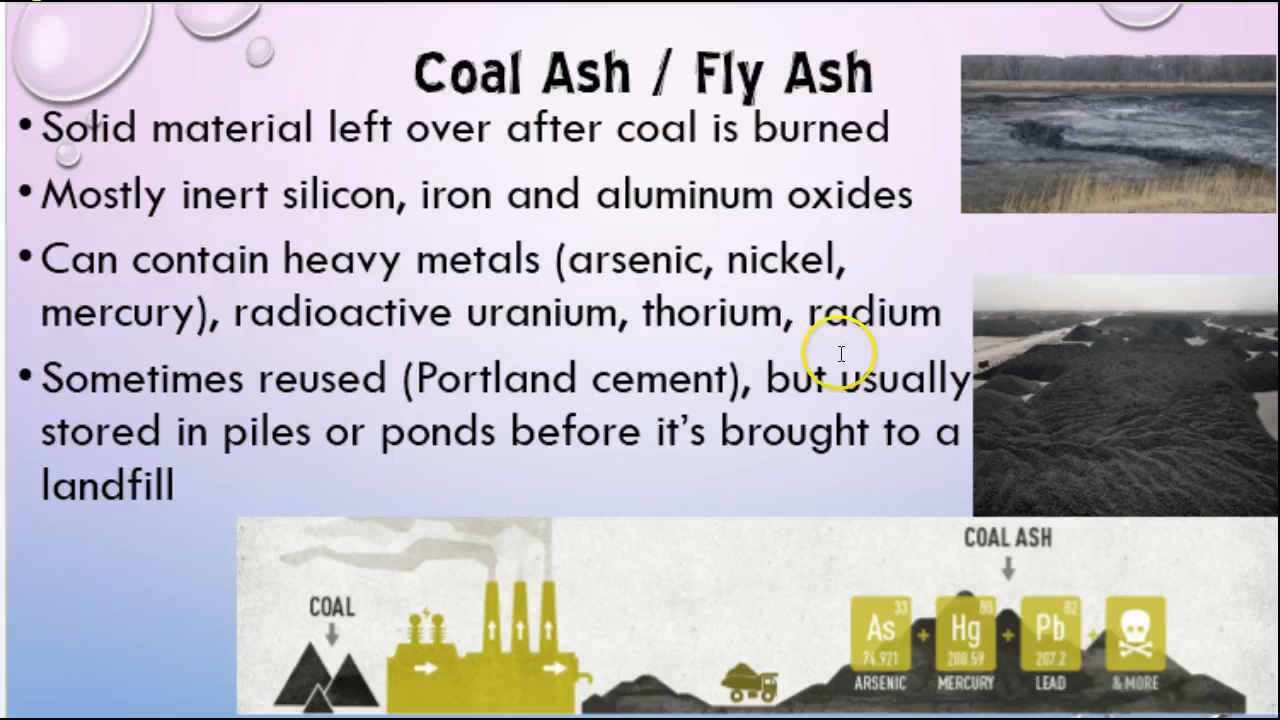 Coal Ash / Fly Ash
• Solid material left over after coal is burned
• Mostly inert silicon, iron and aluminum oxides
• Can contain heavy metals (arsenic, nickel,
mercury), radioactive uranium, thorium, radium
• Sometimes reused (Portland cement), but usually
stored in piles or ponds before it’s brought to a
landfill
COAL ASH
COAL
33 80 82
As + Hg + Pb +
74.921 200.59 207.2
ARSENIC MERCURY LEAD & MORE